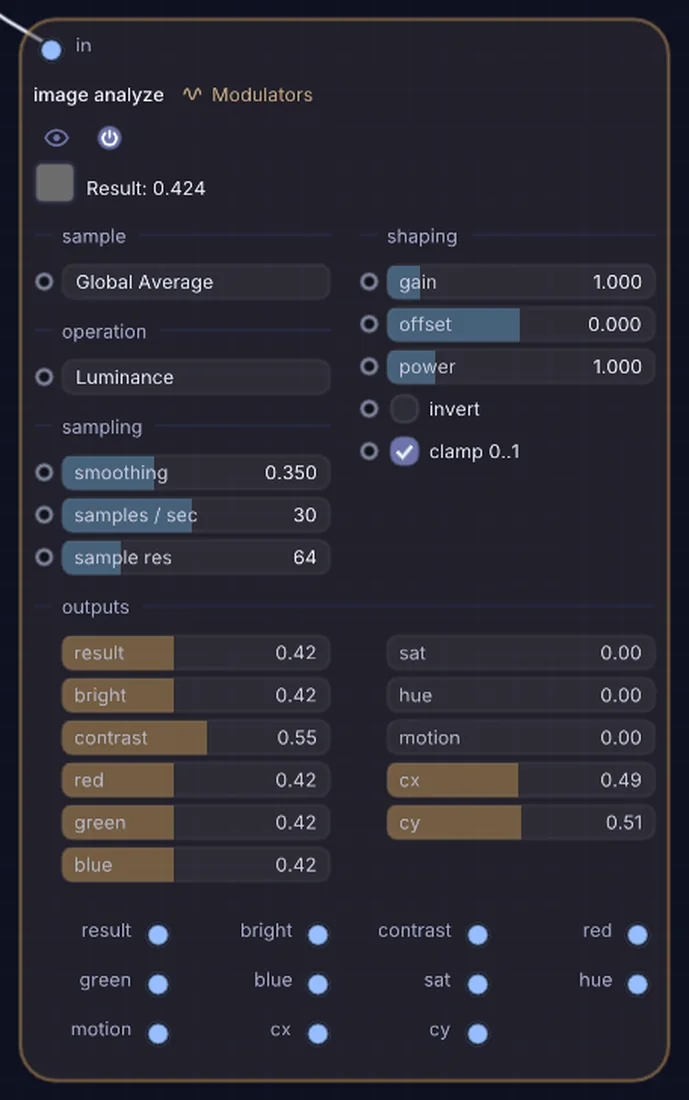 in
image analyze Modulators
Result: 0.424
sample
Global Average
operation
Luminance
sampling
smoothing 0.350
samples / sec 30
sample res 64
shaping
gain 1.000
offset 0.000
power 1.000
invert
clamp 0..1
outputs
result 0.42
bright 0.42
contrast 0.55
red 0.42
green 0.42
blue 0.42
sat 0.00
hue 0.00
motion 0.00
cx 0.49
cy 0.51
result bright contrast red
green blue sat hue
motion cx cy